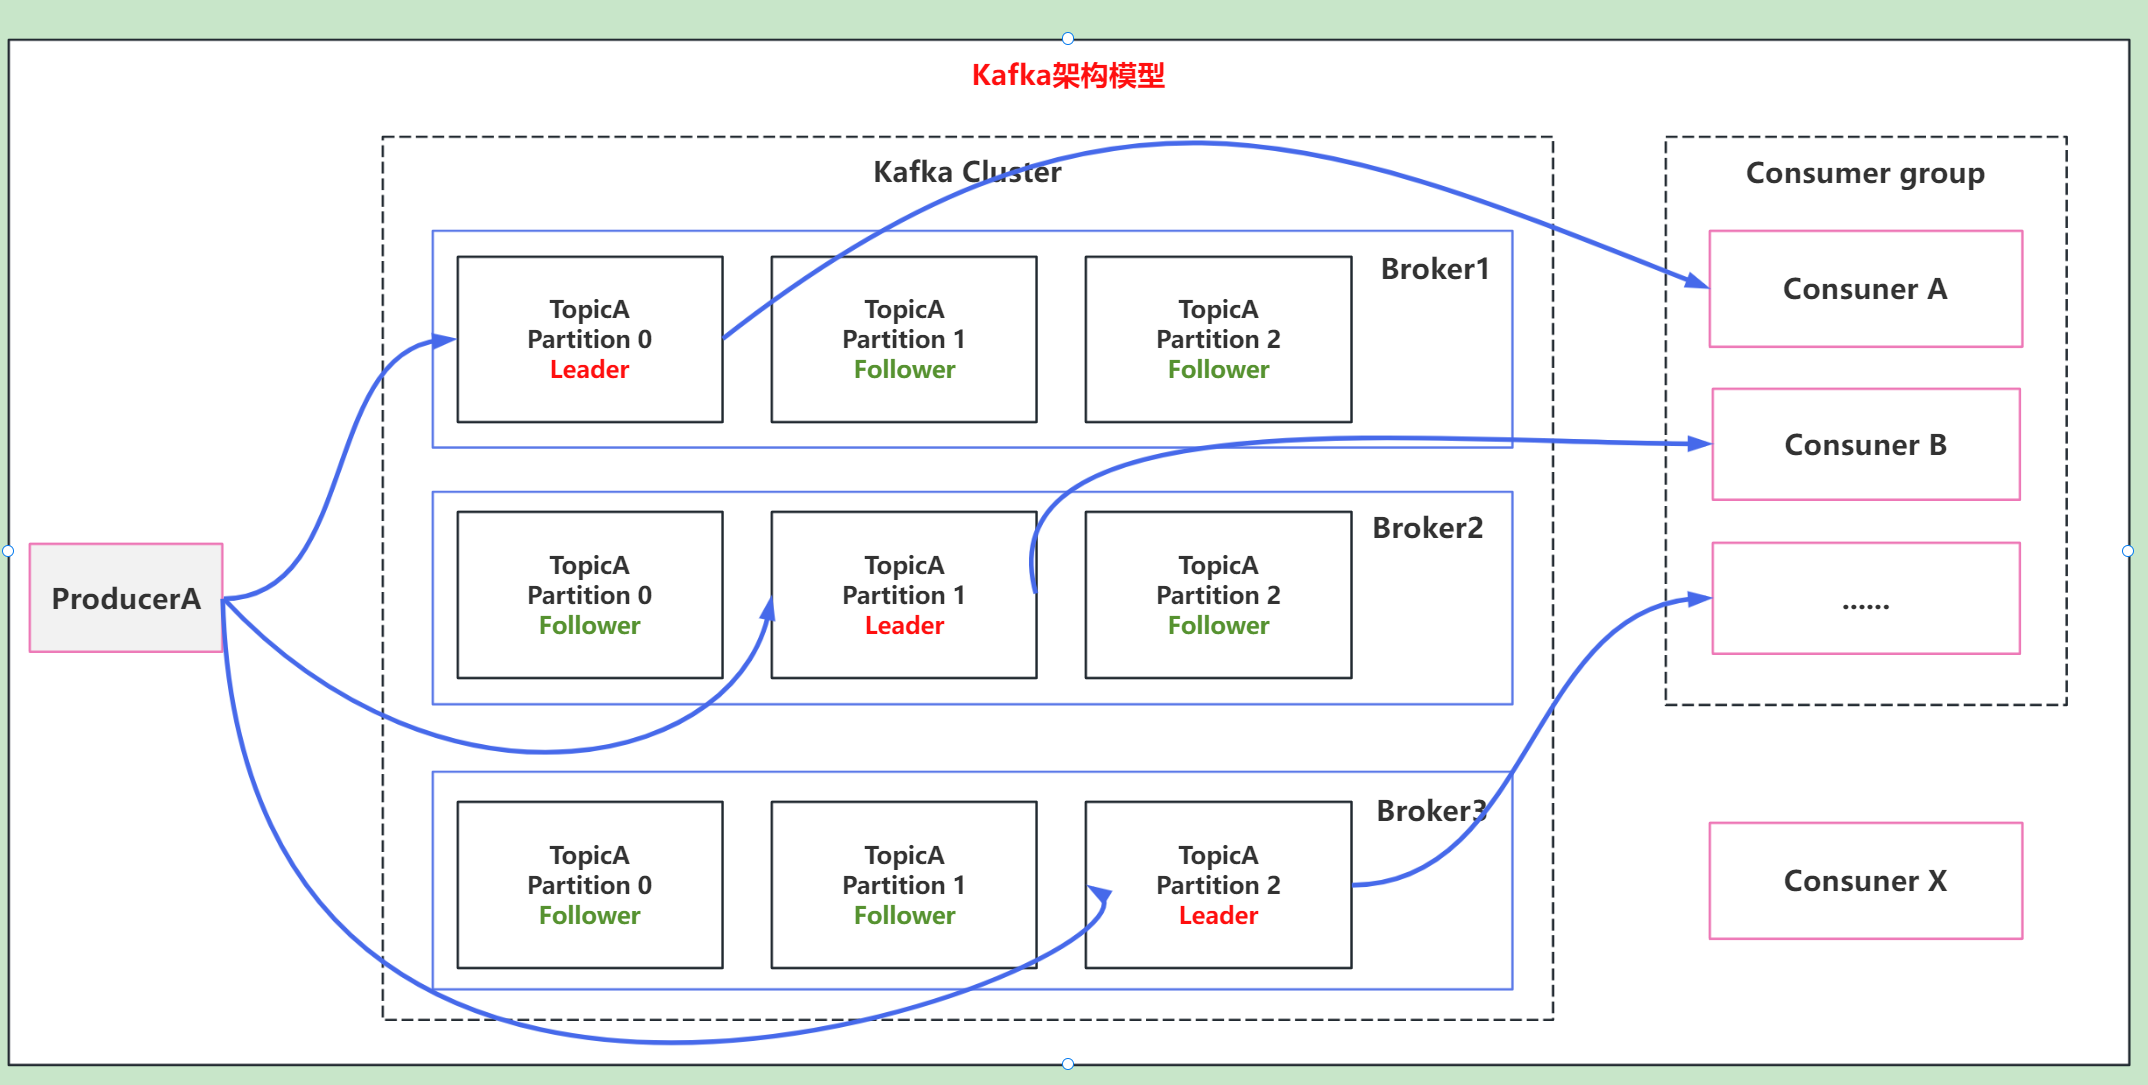 Kafka架构模型
Kafka Cluster
Consumer group
Broker1
TopicA
Partition 0
Leader
TopicA
Partition 1
Follower
TopicA
Partition 2
Follower
Consuner A
Consuner B
Broker2
TopicA
Partition 0
Follower
TopicA
Partition 1
Leader
TopicA
Partition 2
Follower
ProducerA
......
Broker3
TopicA
Partition 0
Follower
TopicA
Partition 1
Follower
TopicA
Partition 2
Leader
Consuner X